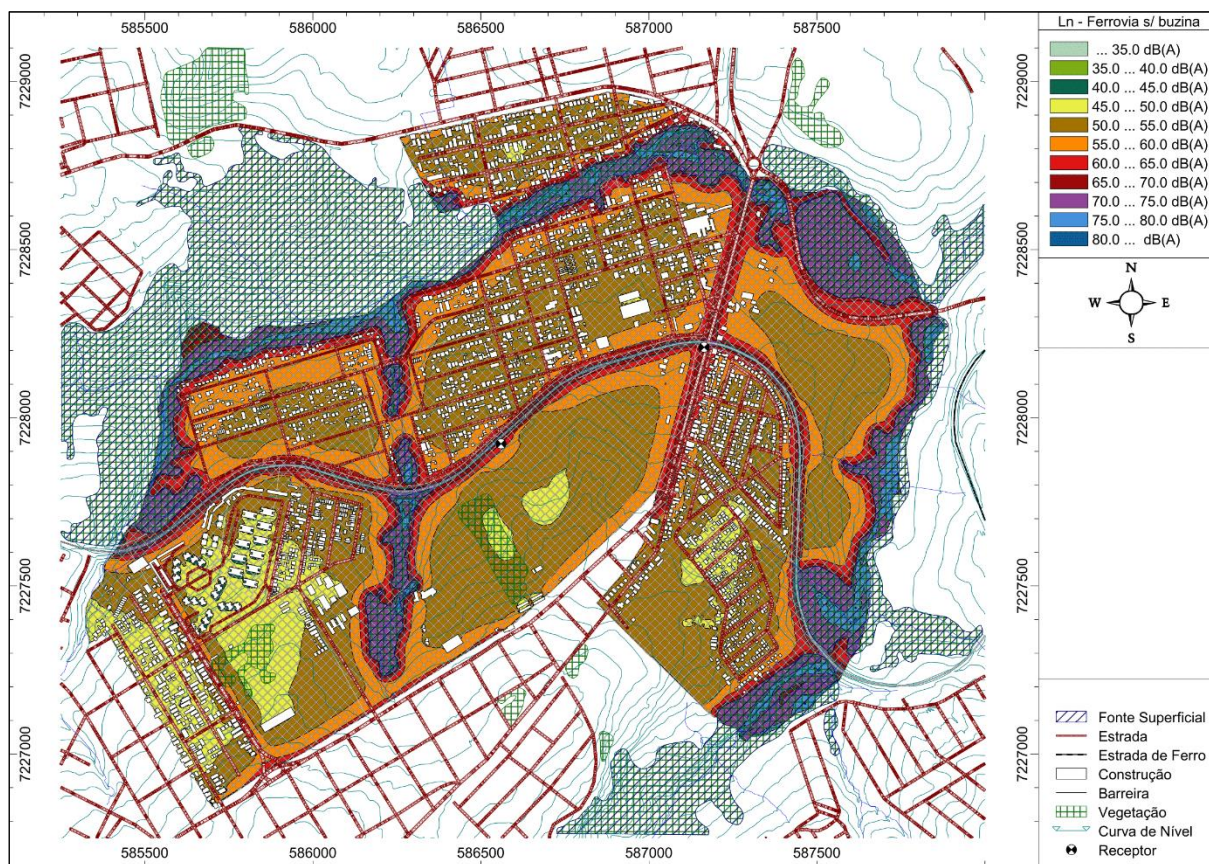 585500 586000 586500 587000 587500
Ln - Ferrovia s/ buzina
... 35.0 dB(A)
35.0 ... 40.0 dB(A)
40.0 ... 45.0 dB(A)
45.0 ... 50.0 dB(A)
50.0 ... 55.0 dB(A)
55.0 ... 60.0 dB(A)
60.0 ... 65.0 dB(A)
65.0 ... 70.0 dB(A)
70.0 ... 75.0 dB(A)
75.0 ... 80.0 dB(A)
80.0 ... dB(A)
7229000 7229000
7228500 7228500
N
W E
S
7228000 7228000
7227500 7227500
7227000 7227000
Fonte Superficial
Estrada
Estrada de Ferro
Construção
Barreira
Vegetação
Curva de Nível
Receptor
585500 586000 586500 587000 587500